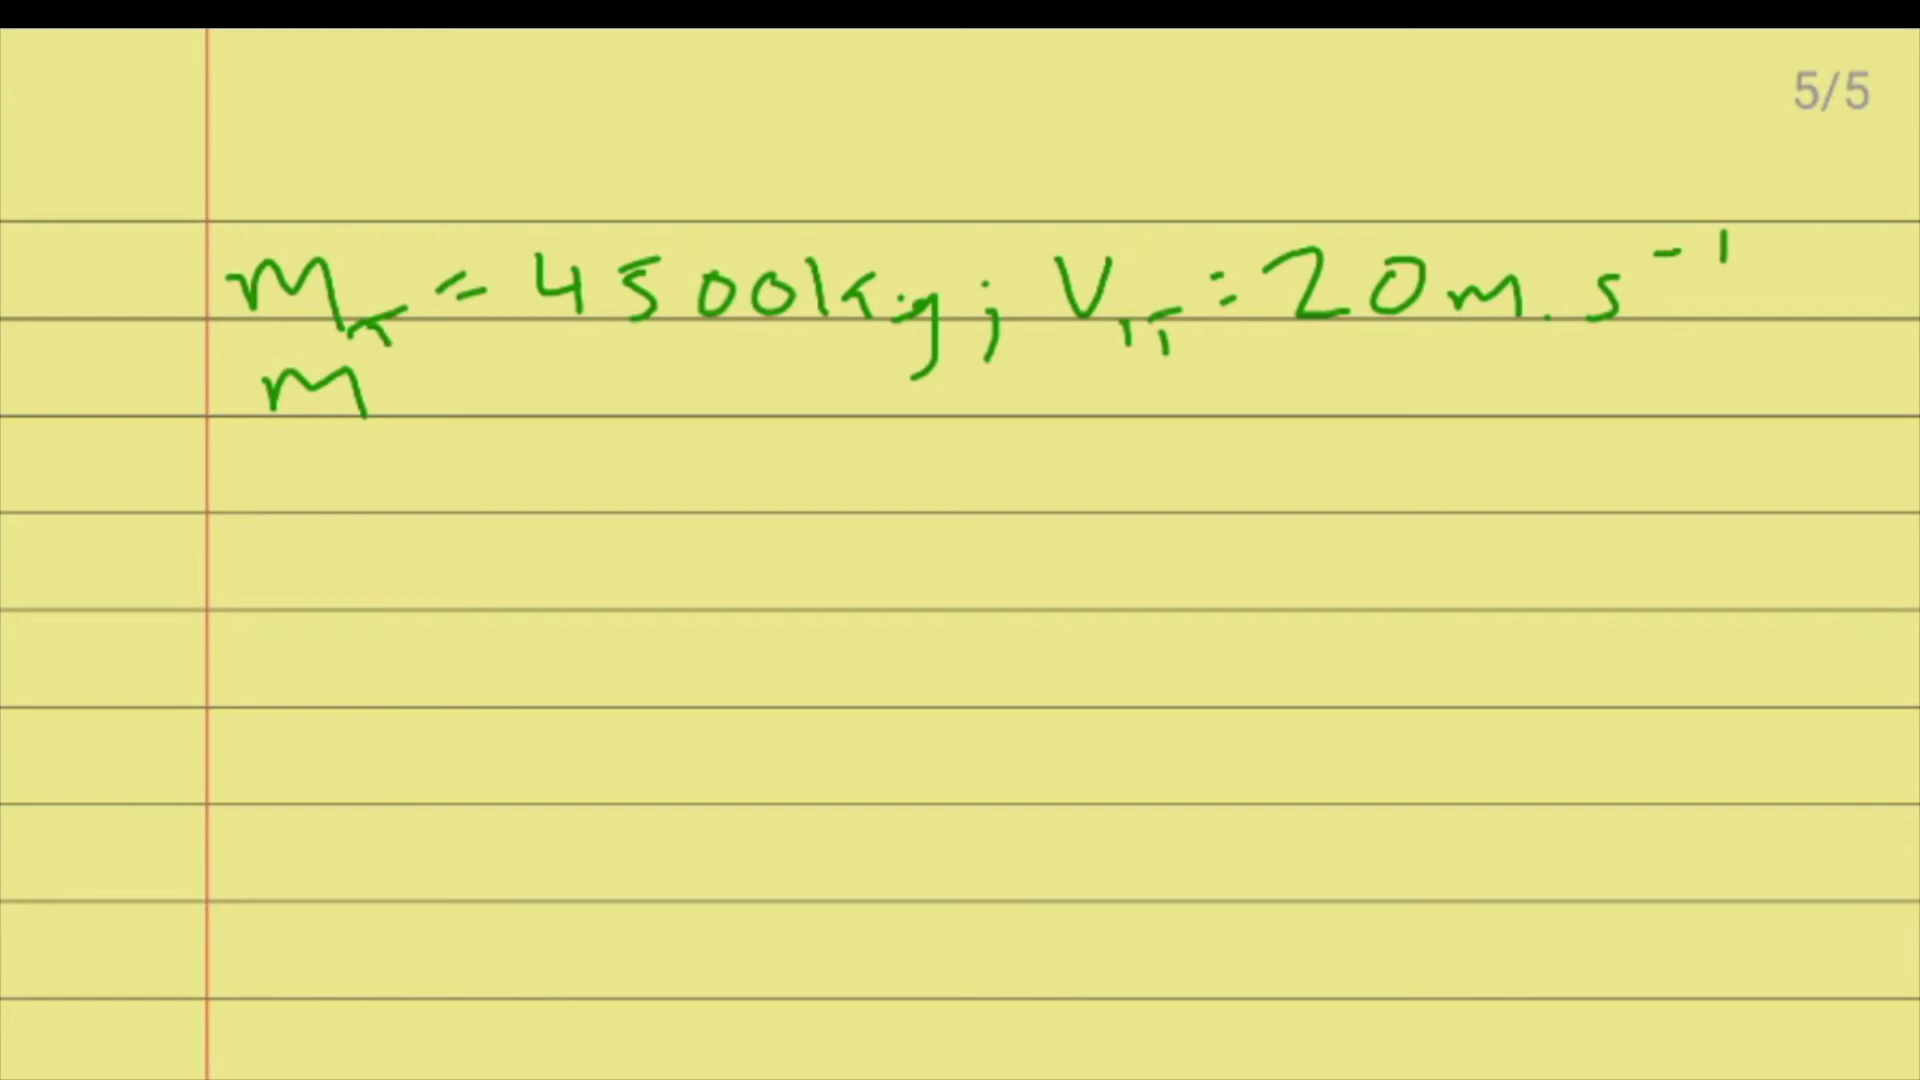 5/5
m_T = 4500kg; V_iT = 20m.s⁻¹
m